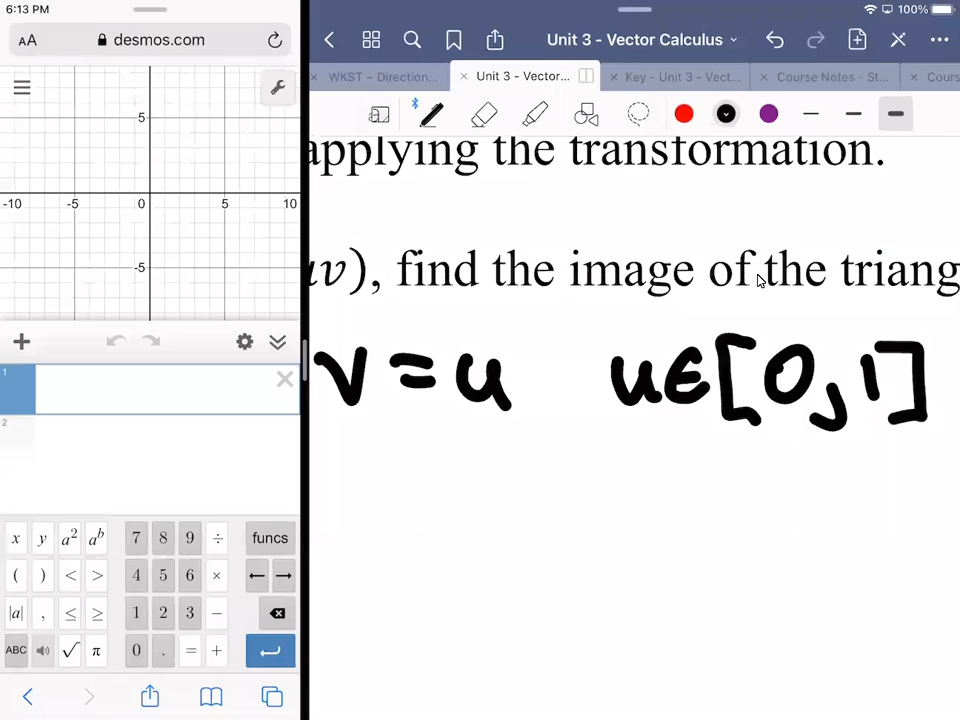 6:13 PM
100%
AA desmos.com
Unit 3 - Vector Calculus
WKST – Direction...
Unit 3 - Vector...
Key - Unit 3 - Vect...
Course Notes - St...
Cours
5
-10 -5 0 5 10
-5
applying the transformation.
uv), find the image of the triang
v = u u∈[0,1]
1
2
x y a² aᵇ 7 8 9 ÷ funcs
( ) < > 4 5 6 × ← →
|a| , ≤ ≥ 1 2 3 −
ABC √ π 0 . = +